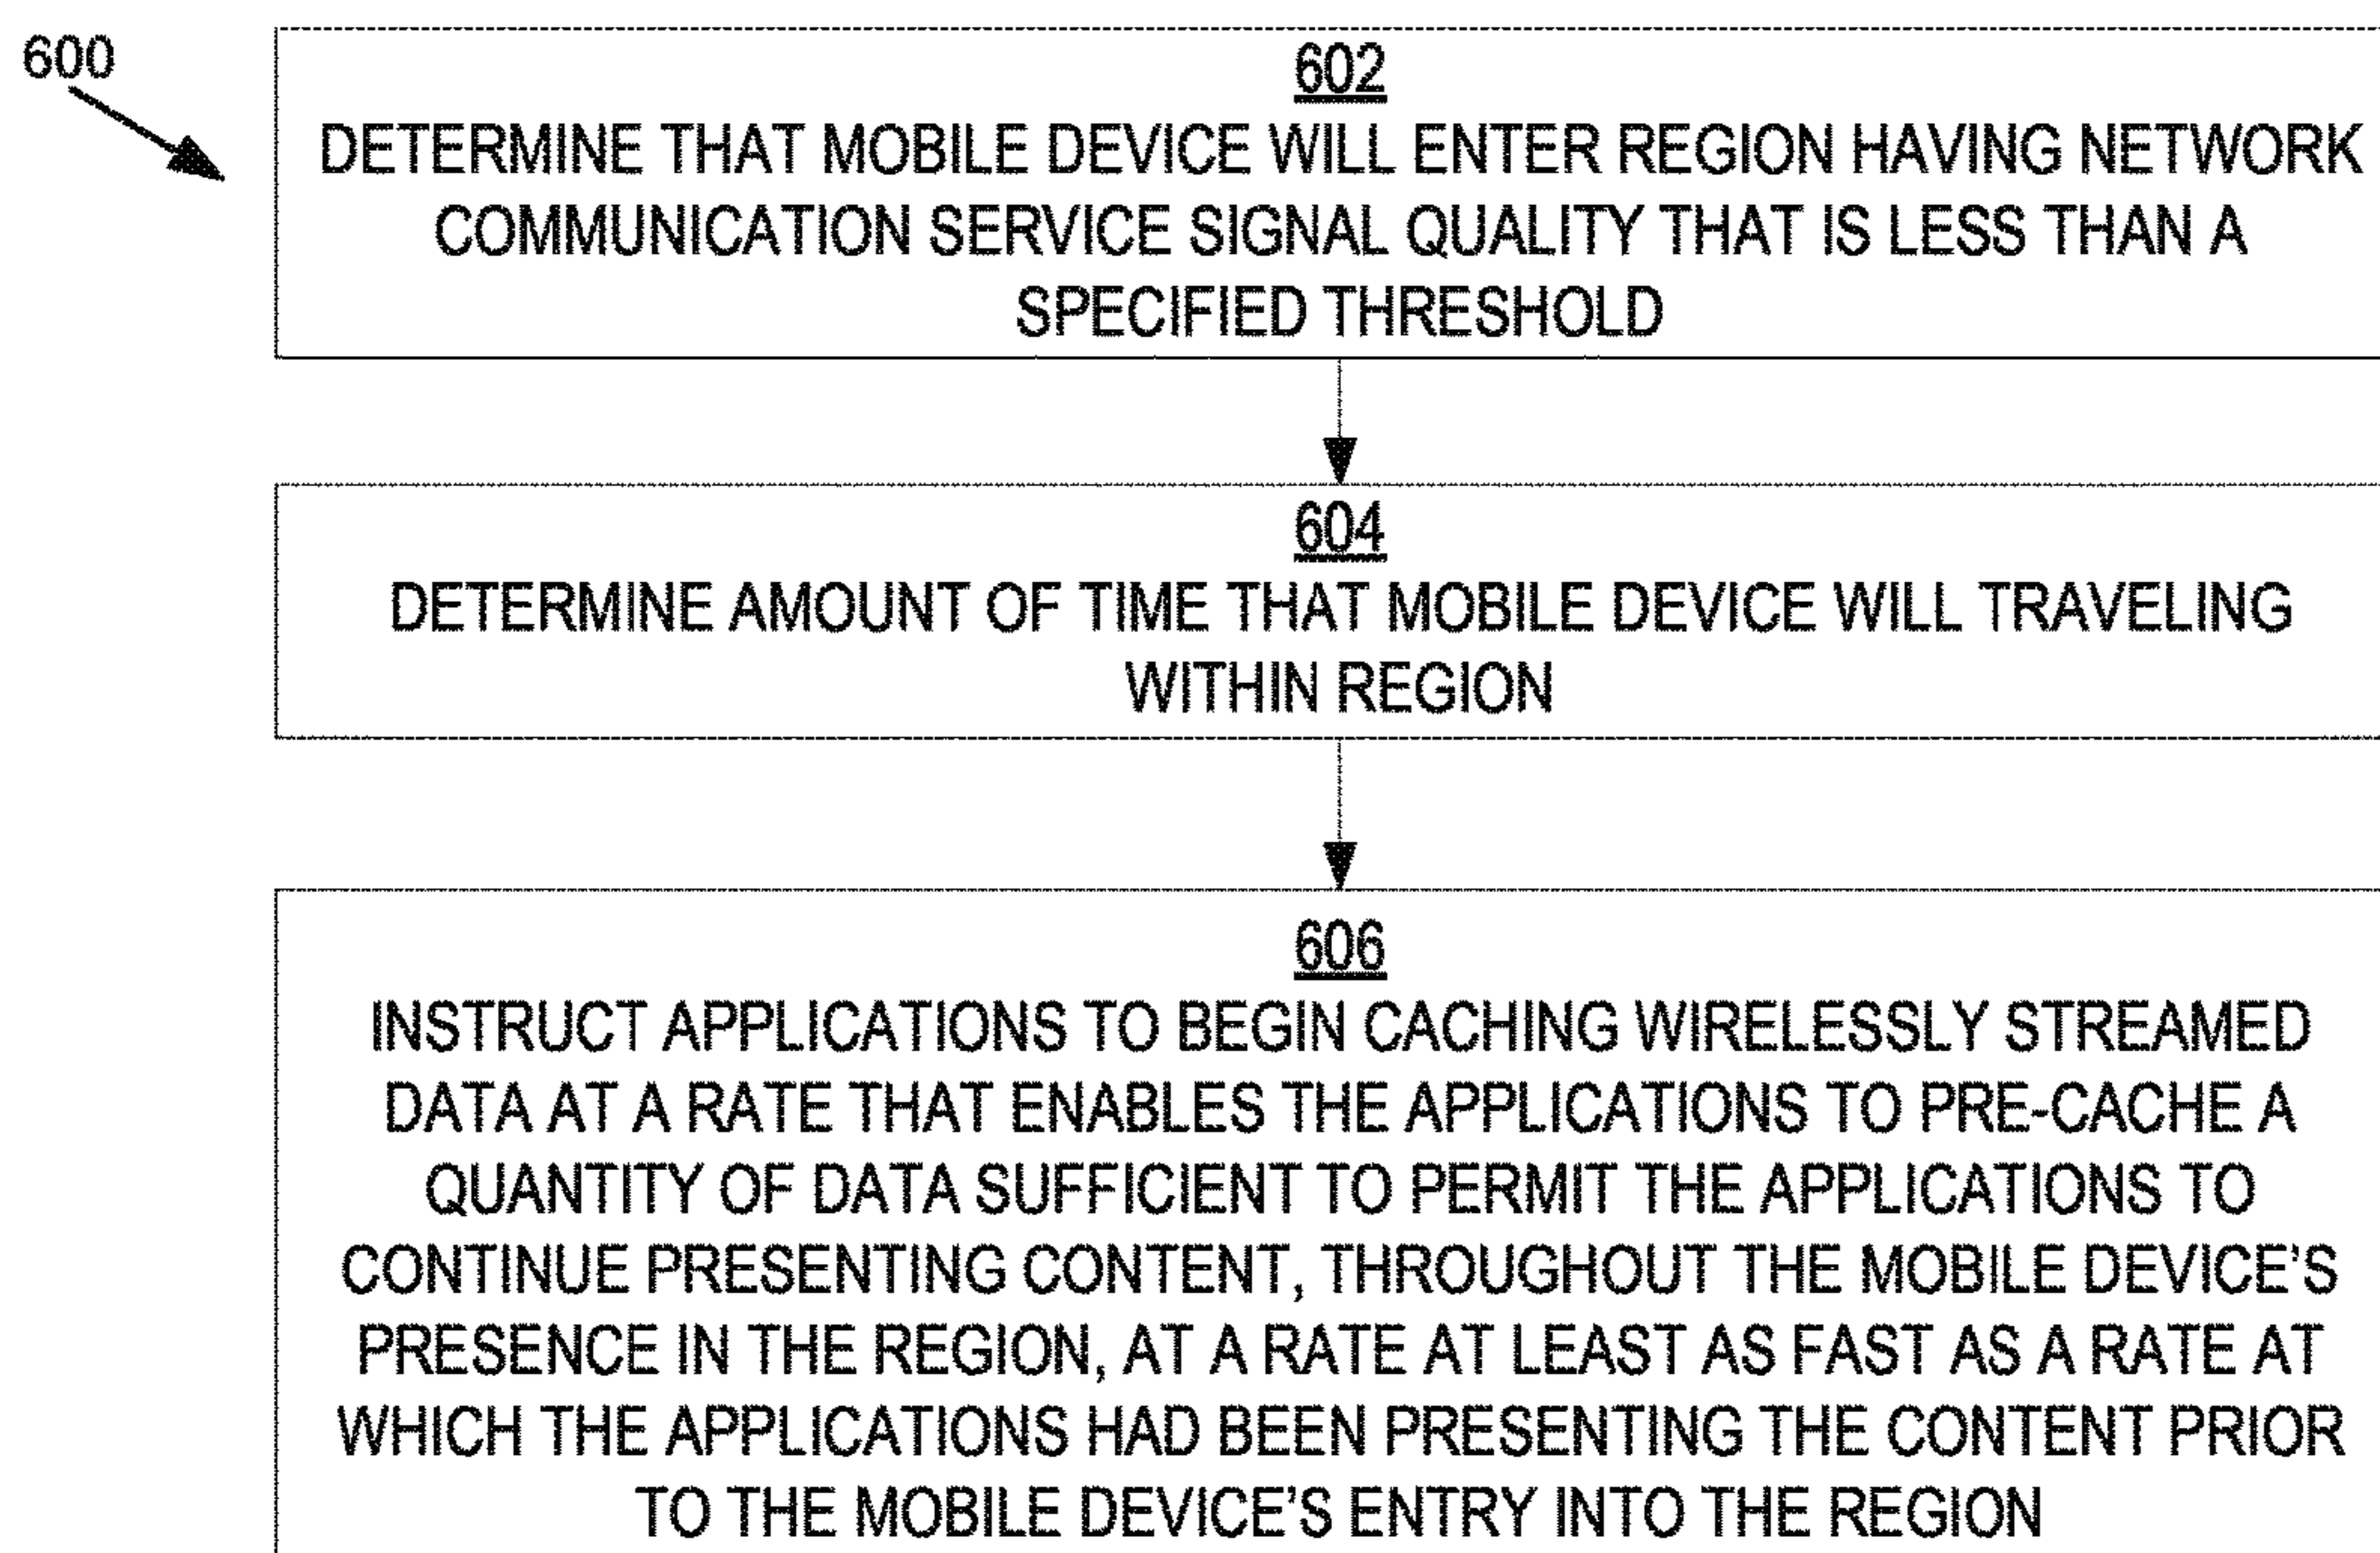 600
602
DETERMINE THAT MOBILE DEVICE WILL ENTER REGION HAVING NETWORK
COMMUNICATION SERVICE SIGNAL QUALITY THAT IS LESS THAN A
SPECIFIED THRESHOLD
604
DETERMINE AMOUNT OF TIME THAT MOBILE DEVICE WILL TRAVELING
WITHIN REGION
606
INSTRUCT APPLICATIONS TO BEGIN CACHING WIRELESSLY STREAMED
DATA AT A RATE THAT ENABLES THE APPLICATIONS TO PRE-CACHE A
QUANTITY OF DATA SUFFICIENT TO PERMIT THE APPLICATIONS TO
CONTINUE PRESENTING CONTENT, THROUGHOUT THE MOBILE DEVICE'S
PRESENCE IN THE REGION, AT A RATE AT LEAST AS FAST AS A RATE AT
WHICH THE APPLICATIONS HAD BEEN PRESENTING THE CONTENT PRIOR
TO THE MOBILE DEVICE'S ENTRY INTO THE REGION